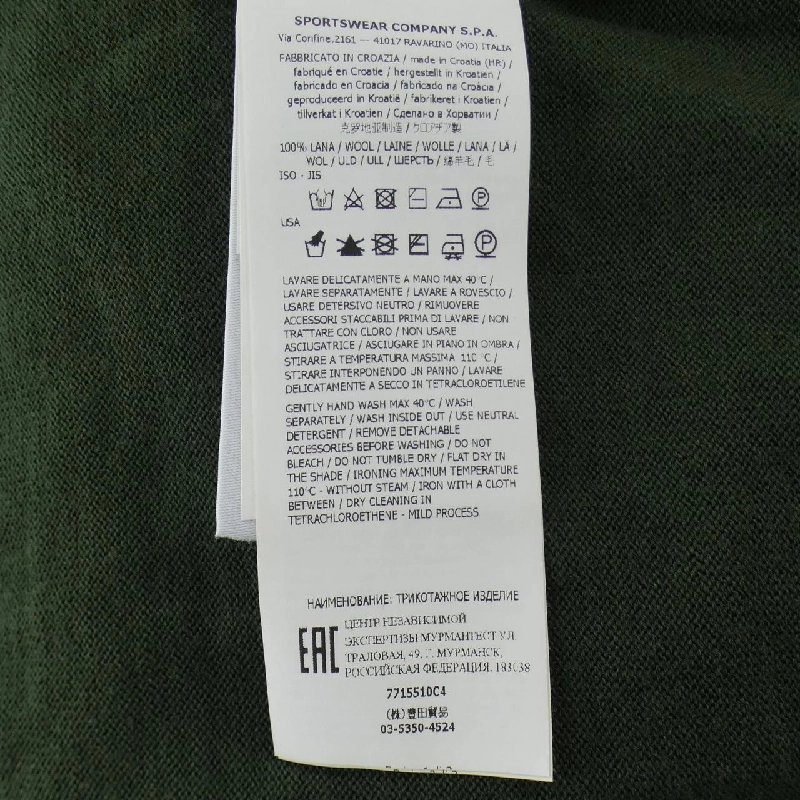 SPORTSWEAR COMPANY S.P.A.
Via Confine,2161 — 41017 RAVARINO (MO) ITALIA
FABBRICATO IN CROAZIA / made in Croatia (HR) /
fabriqué en Croatie / hergestellt in Kroatien /
fabricado en Croacia / fabricado na Croácia /
geproduceerd in Kroatië / fabrikeret i Kroatien /
tillverkat i Kroatien / Сделано в Хорватии /
克罗地亚制造 / クロアチア製
100% LANA / WOOL / LAINE / WOLLE / LANA / LÃ /
WOL / ULD / ULL / ШЕРСТЬ / 绵羊毛 / 毛
ISO - JIS
USA
LAVARE DELICATAMENTE A MANO MAX 40°C /
LAVARE SEPARATAMENTE / LAVARE A ROVESCIO /
USARE DETERSIVO NEUTRO / RIMUOVERE
ACCESSORI STACCABILI PRIMA DI LAVARE / NON
TRATTARE CON CLORO / NON USARE
ASCIUGATRICE / ASCIUGARE IN PIANO IN OMBRA /
STIRARE A TEMPERATURA MASSIMA 110 °C /
STIRARE INTERPONENDO UN PANNO / LAVARE
DELICATAMENTE A SECCO IN TETRACLOROETILENE
GENTLY HAND WASH MAX 40°C / WASH
SEPARATELY / WASH INSIDE OUT / USE NEUTRAL
DETERGENT / REMOVE DETACHABLE
ACCESSORIES BEFORE WASHING / DO NOT
BLEACH / DO NOT TUMBLE DRY / FLAT DRY IN
THE SHADE / IRONING MAXIMUM TEMPERATURE
110°C - WITHOUT STEAM / IRON WITH A CLOTH
BETWEEN / DRY CLEANING IN
TETRACHLOROETHENE - MILD PROCESS
НАИМЕНОВАНИЕ: ТРИКОТАЖНОЕ ИЗДЕЛИЕ
EAC
ЦЕНТР НЕЗАВИСИМОЙ
ЭКСПЕРТИЗЫ МУРМАНТЕСТ УЛ.
ТРАЛОВАЯ, 49, Г. МУРМАНСК,
РОССИЙСКАЯ ФЕДЕРАЦИЯ, 183038
7715510C4
(株)豊田貿易
03-5350-4524